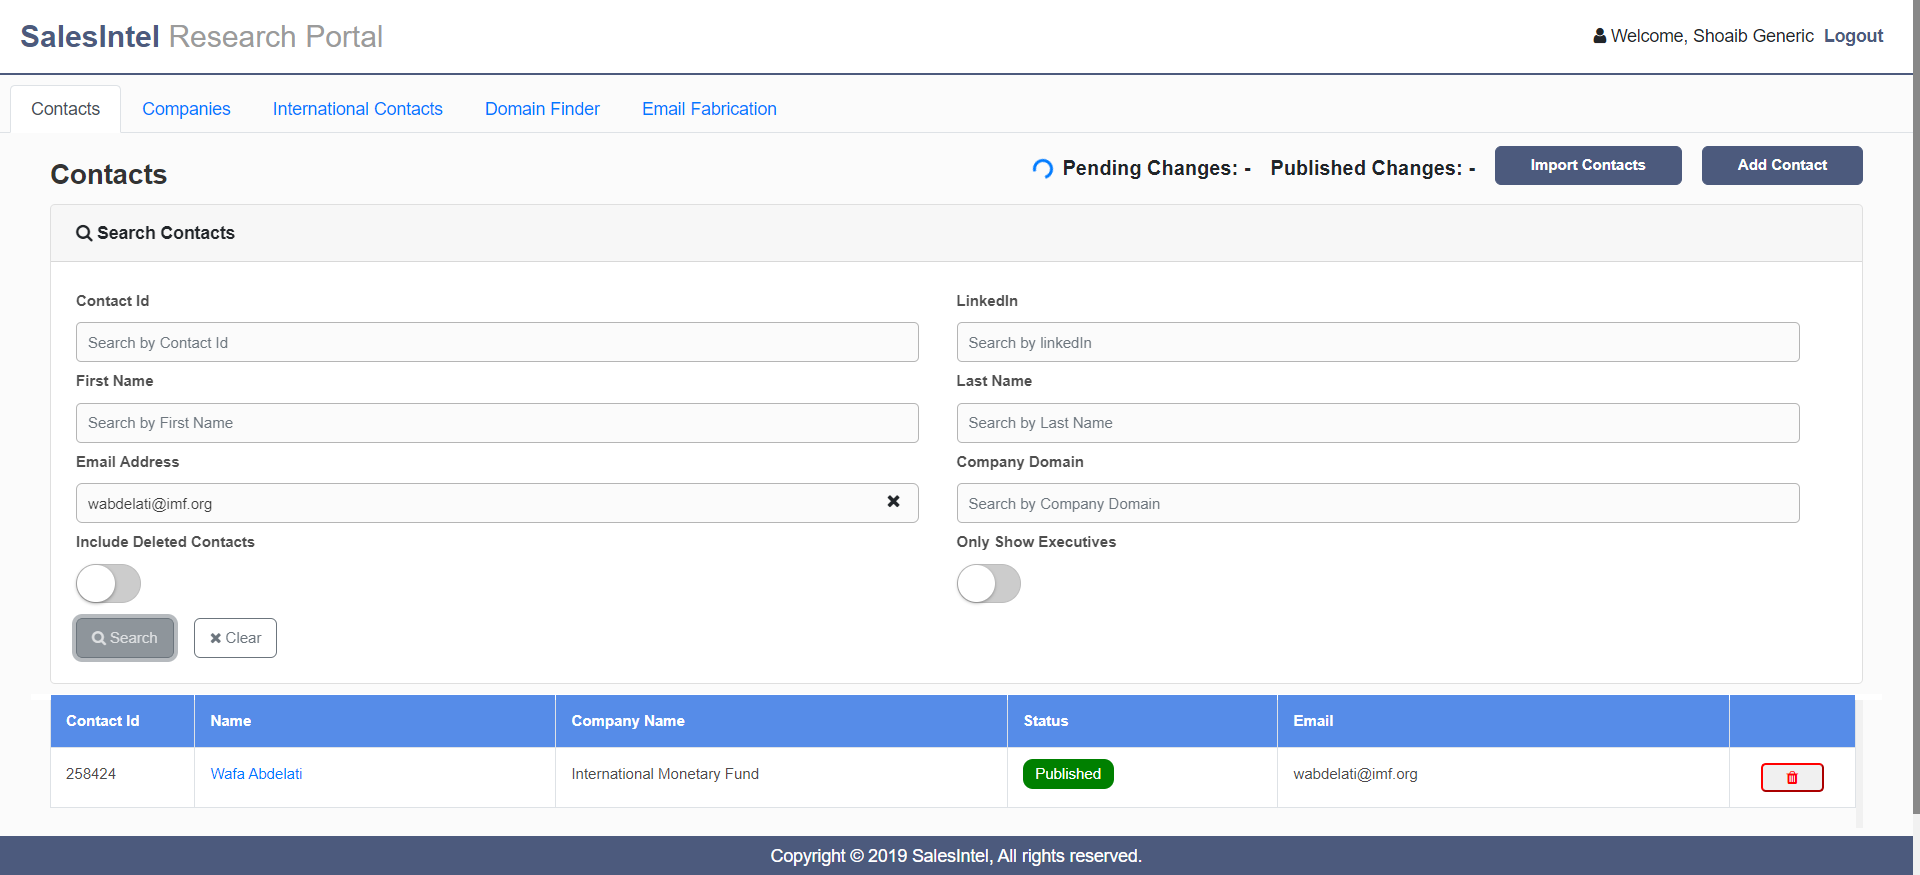 SalesIntel Research Portal
Welcome, Shoaib Generic Logout
Contacts Companies International Contacts Domain Finder Email Fabrication
Contacts
Pending Changes: - Published Changes: - Import Contacts Add Contact
Search Contacts
Contact Id LinkedIn
Search by Contact Id Search by linkedIn
First Name Last Name
Search by First Name Search by Last Name
Email Address Company Domain
wabdelati@imf.org Search by Company Domain
Include Deleted Contacts Only Show Executives
Search Clear
Contact Id Name Company Name Status Email
258424 Wafa Abdelati International Monetary Fund Published wabdelati@imf.org
Copyright © 2019 SalesIntel, All rights reserved.